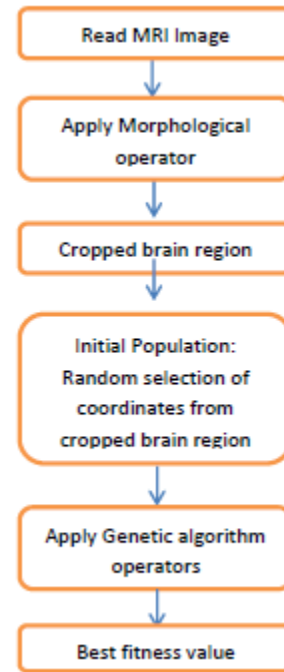 Read MRI Image
Apply Morphological
operator
Cropped brain region
Initial Population:
Random selection of
coordinates from
cropped brain region
Apply Genetic algorithm
operators
Best fitness value